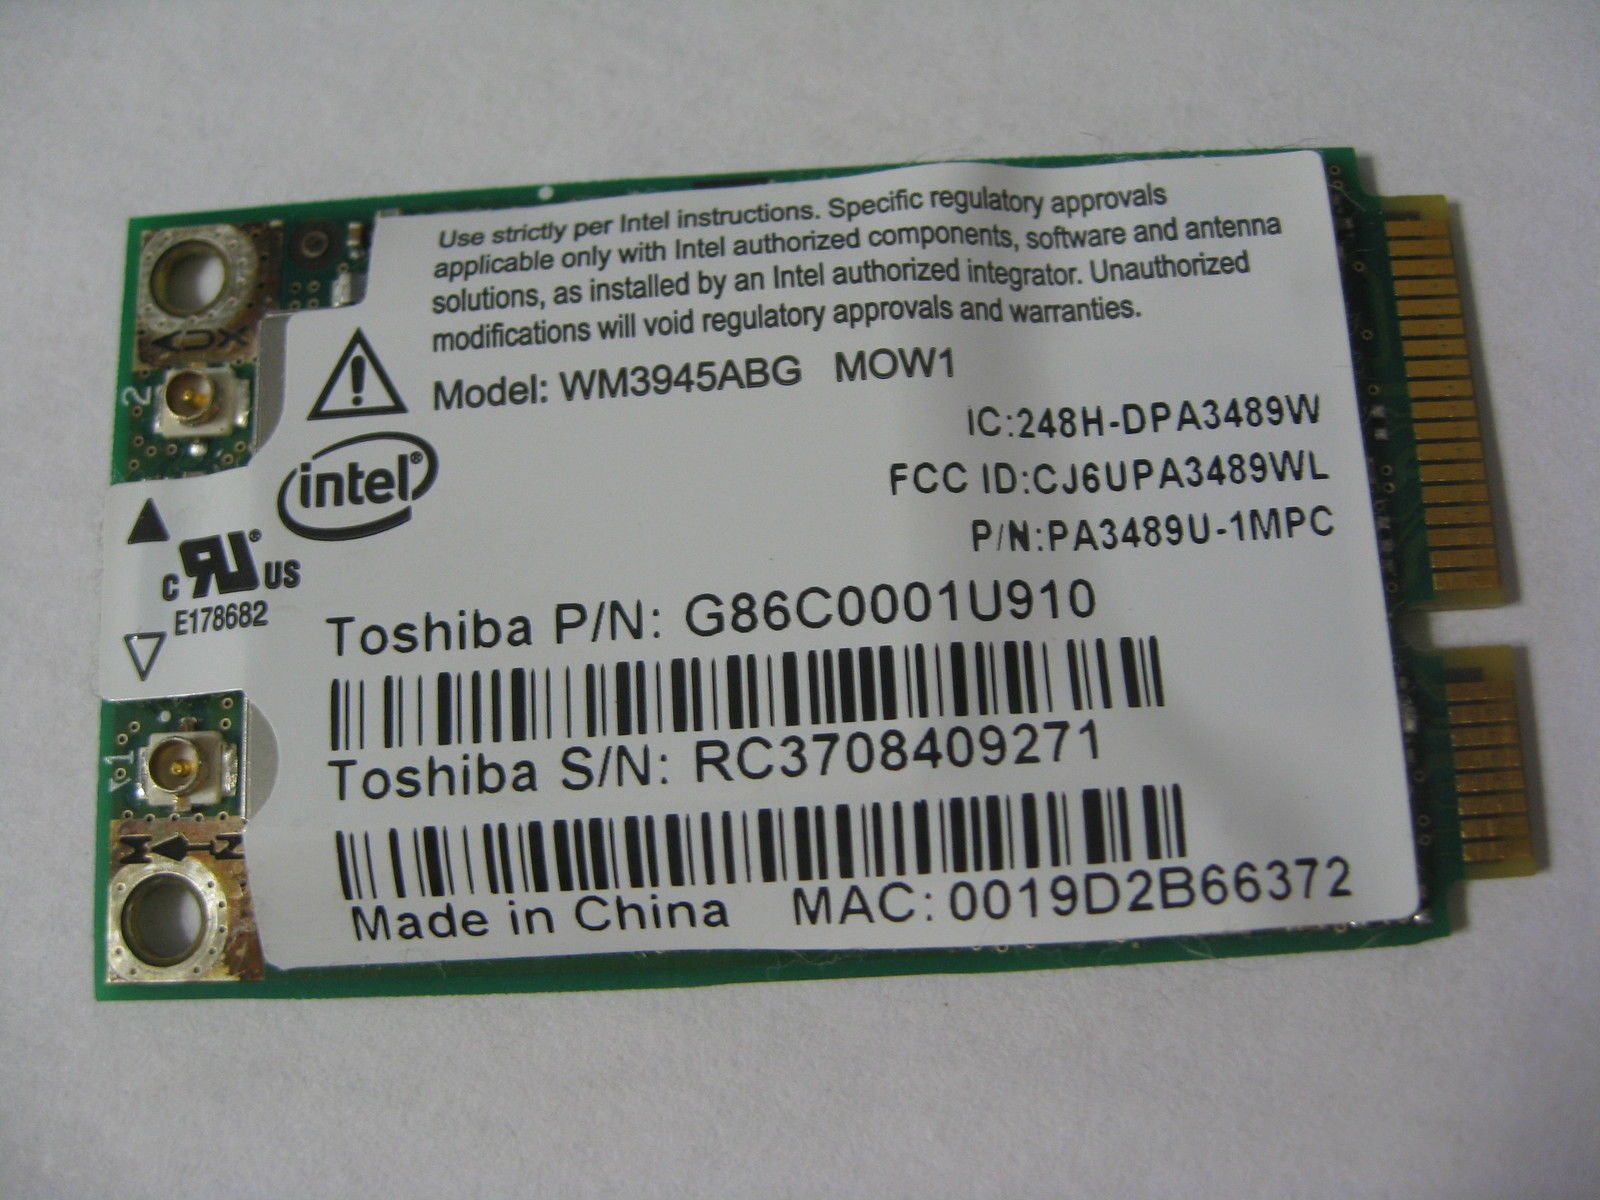 Use strictly per Intel instructions. Specific regulatory approvals
applicable only with Intel authorized components, software and antenna
solutions, as installed by an Intel authorized integrator. Unauthorized
modifications will void regulatory approvals and warranties.
Model: WM3945ABG MOW1
IC:248H-DPA3489W
intel®
FCC ID:CJ6UPA3489WL
P/N:PA3489U-1MPC
C RU® US
E178682
Toshiba P/N: G86C0001U910
Toshiba S/N: RC3708409271
Made in China MAC: 0019D2B66372
AUX
2
1
MAIN